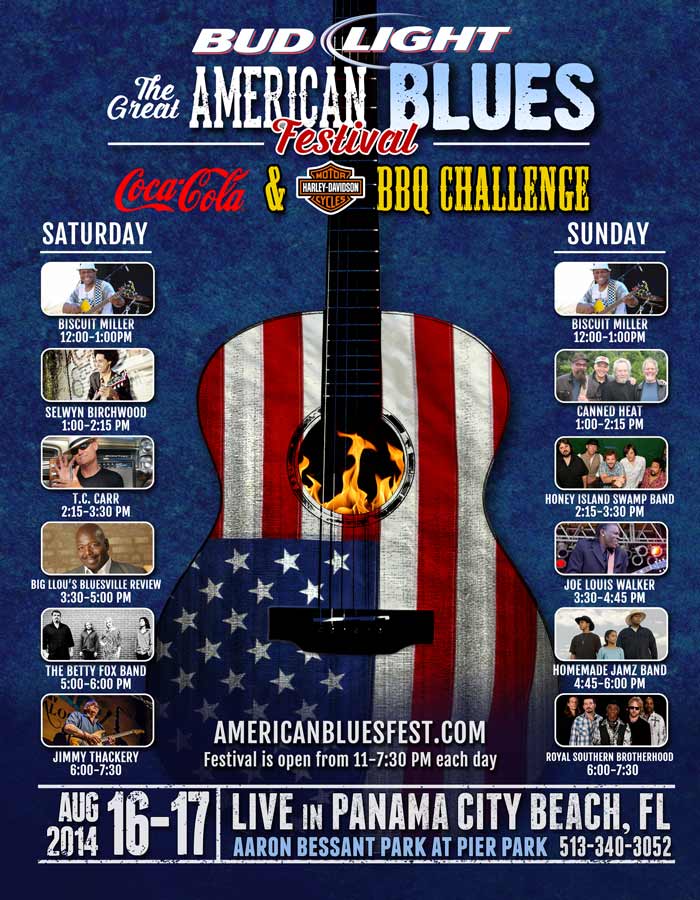 BUD LIGHT
The Great AMERICAN BLUES
Festival
Coca-Cola & MOTOR HARLEY-DAVIDSON CYCLES BBQ CHALLENGE
SATURDAY
BISCUIT MILLER
12:00-1:00PM
SELWYN BIRCHWOOD
1:00-2:15 PM
T.C. CARR
2:15-3:30 PM
BIG LLOU'S BLUESVILLE REVIEW
3:30-5:00 PM
THE BETTY FOX BAND
5:00-6:00 PM
JIMMY THACKERY
6:00-7:30
SUNDAY
BISCUIT MILLER
12:00-1:00PM
CANNED HEAT
1:00-2:15 PM
HONEY ISLAND SWAMP BAND
2:15-3:30 PM
JOE LOUIS WALKER
3:30-4:45 PM
HOMEMADE JAMZ BAND
4:45-6:00 PM
ROYAL SOUTHERN BROTHERHOOD
6:00-7:30
AMERICANBLUESFEST.COM
Festival is open from 11-7:30 PM each day
AUG 2014 16-17
LIVE IN PANAMA CITY BEACH, FL
AARON BESSANT PARK AT PIER PARK 513-340-3052